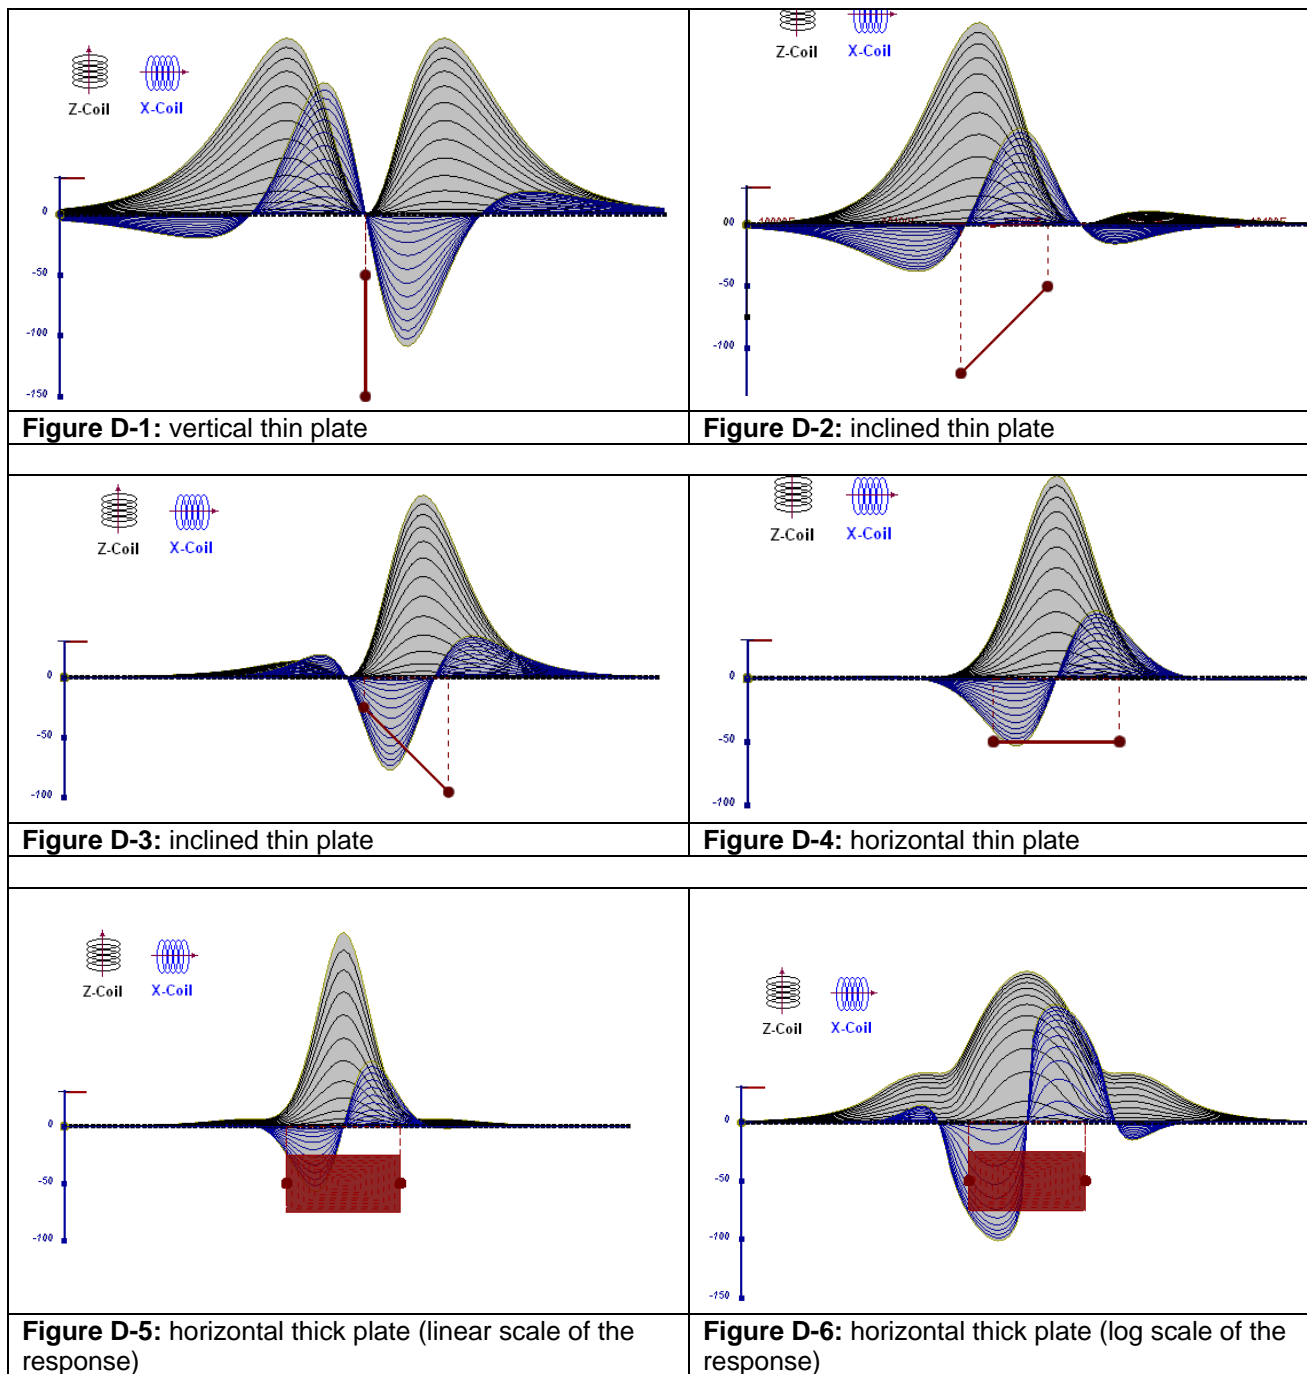 Z-Coil X-Coil
0
-50
-100
-150
Figure D-1: vertical thin plate
Z-Coil X-Coil
00
-50
-100
Figure D-2: inclined thin plate
Z-Coil X-Coil
0
-50
-100
Figure D-3: inclined thin plate
Z-Coil X-Coil
0
-50
-100
Figure D-4: horizontal thin plate
Z-Coil X-Coil
0
-50
-100
Figure D-5: horizontal thick plate (linear scale of the
response)
Z-Coil X-Coil
0
-50
-100
-150
Figure D-6: horizontal thick plate (log scale of the
response)